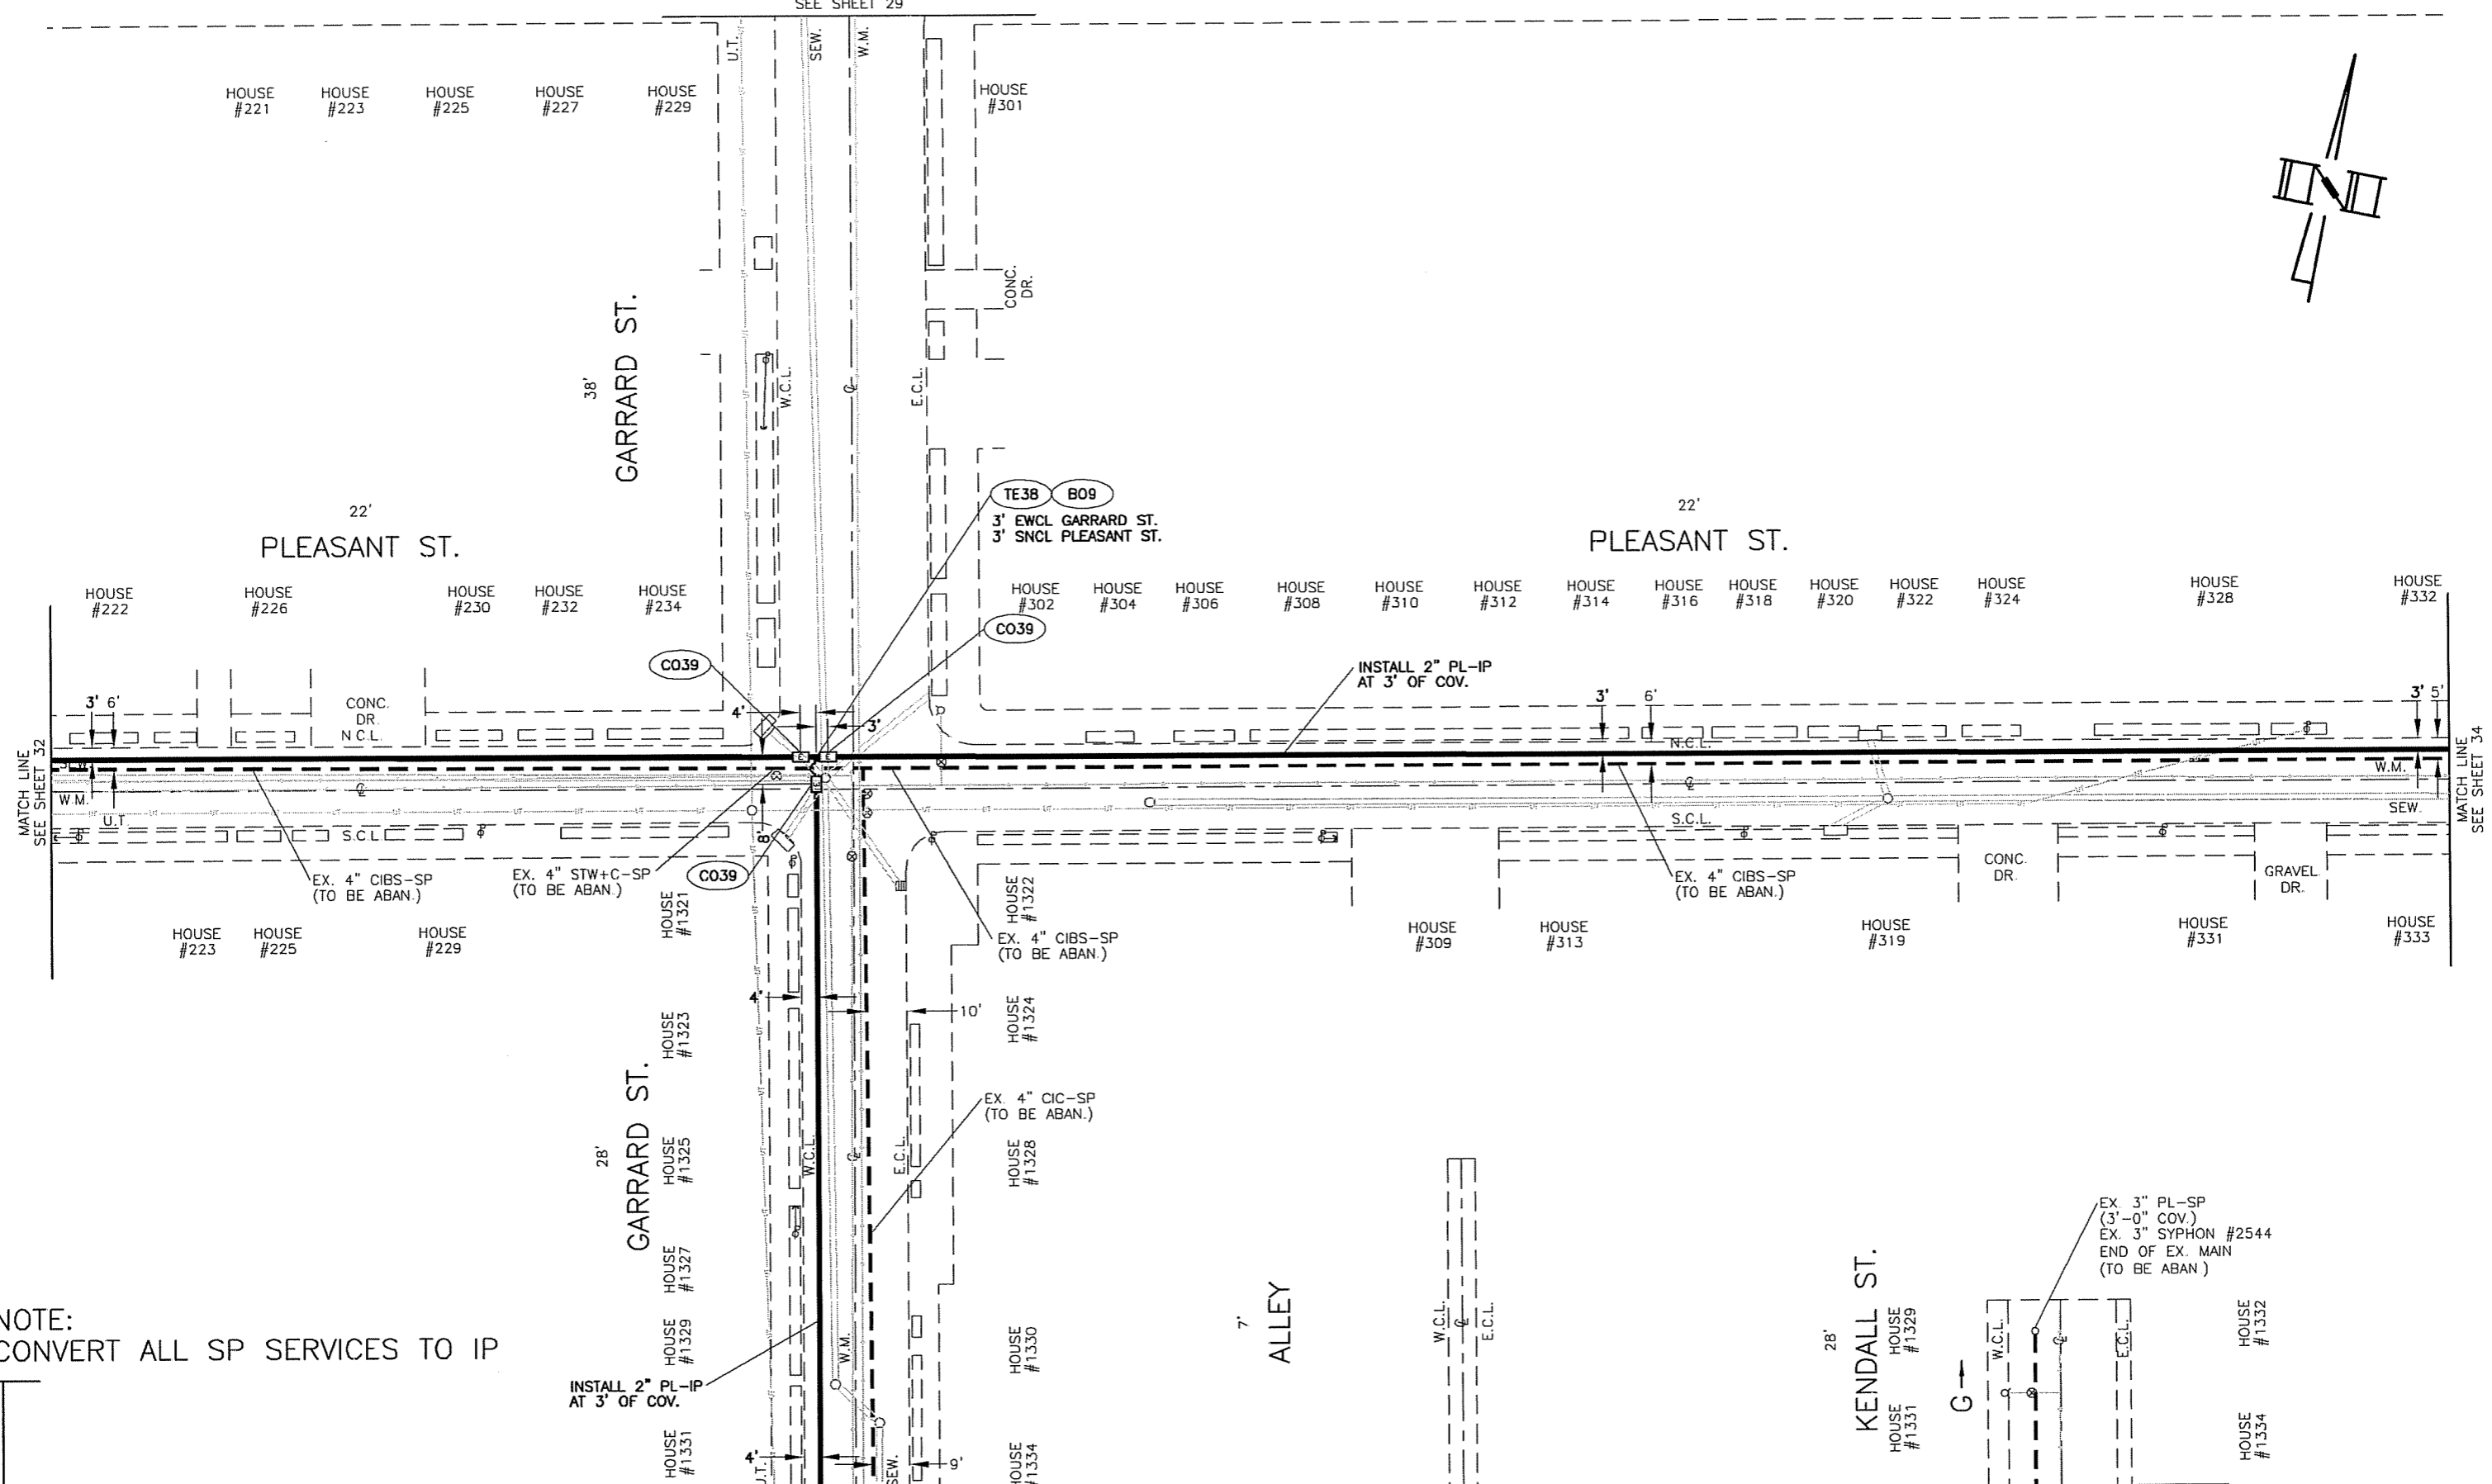 SEE SHEET 29
U.T.
SEW.
W.M.
HOUSE
#221
HOUSE
#223
HOUSE
#225
HOUSE
#227
HOUSE
#229
HOUSE
#301
CONC.
DR.
38'
GARRARD ST.
W.C.L.
℄
E.C.L.
TE38
B09
3' EWCL GARRARD ST.
3' SNCL PLEASANT ST.
22'
PLEASANT ST.
22'
PLEASANT ST.
HOUSE
#222
HOUSE
#226
HOUSE
#230
HOUSE
#232
HOUSE
#234
HOUSE
#302
HOUSE
#304
HOUSE
#306
HOUSE
#308
HOUSE
#310
HOUSE
#312
HOUSE
#314
HOUSE
#316
HOUSE
#318
HOUSE
#320
HOUSE
#322
HOUSE
#324
HOUSE
#328
HOUSE
#332
CO39
CO39
INSTALL 2" PL-IP
AT 3' OF COV.
3' 6'
CONC.
DR.
N C.L.
4'
3'
3'
6'
N.C.L.
3' 5'
MATCH LINE
SEE SHEET 32
SEW.
W.M.
U.T.
℄
S.C.L
8'
℄
S.C.L.
W.M.
SEW.
MATCH LINE
SEE SHEET 34
EX. 4" CIBS-SP
(TO BE ABAN.)
EX. 4" STW+C-SP
(TO BE ABAN.)
CO39
EX. 4" CIBS-SP
(TO BE ABAN.)
EX. 4" CIBS-SP
(TO BE ABAN.)
CONC.
DR.
GRAVEL
DR.
HOUSE
#223
HOUSE
#225
HOUSE
#229
HOUSE
#1321
HOUSE
#1322
HOUSE
#309
HOUSE
#313
HOUSE
#319
HOUSE
#331
HOUSE
#333
4'
10'
HOUSE
#1323
HOUSE
#1324
EX. 4" CIC-SP
(TO BE ABAN.)
28'
GARRARD ST.
HOUSE
#1325
W.C.L.
℄
E.C.L.
HOUSE
#1328
HOUSE
#1327
HOUSE
#1329
HOUSE
#1330
W.M.
7'
ALLEY
W.C.L.
℄
E.C.L.
EX. 3" PL-SP
(3'-0" COV.)
EX. 3" SYPHON #2544
END OF EX. MAIN
(TO BE ABAN )
28'
KENDALL ST.
HOUSE
#1329
HOUSE
#1331
G
W.C.L.
℄
E.C.L.
HOUSE
#1332
HOUSE
#1334
NOTE:
CONVERT ALL SP SERVICES TO IP
INSTALL 2" PL-IP
AT 3' OF COV.
HOUSE
#1331
4'
U.T.
SEW.
9'
HOUSE
#1334